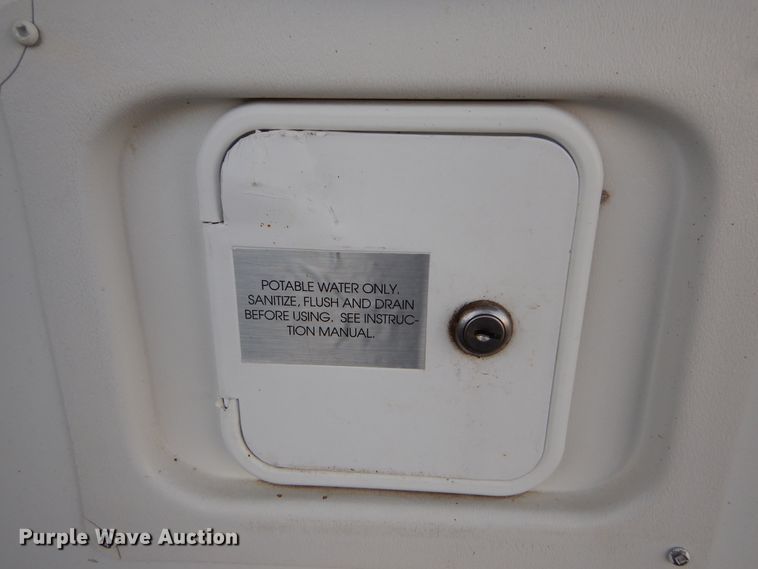 POTABLE WATER ONLY.
SANITIZE, FLUSH AND DRAIN
BEFORE USING. SEE INSTRUC-
TION MANUAL.
Purple Wave Auction